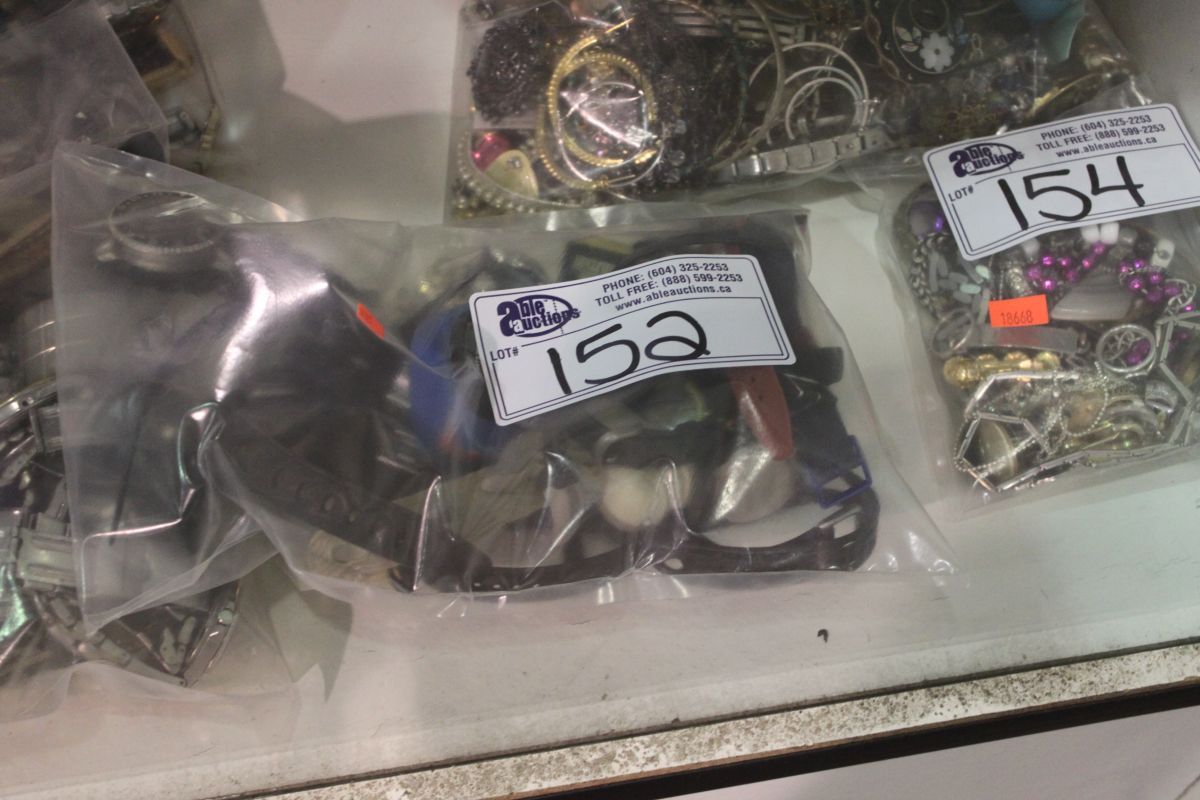 able
auctions
PHONE: (604) 325-2253
TOLL FREE: (888) 599-2253
www.ableauctions.ca
LOT#
152
able
auctions
PHONE: (604) 325-2253
TOLL FREE: (888) 599-2253
www.ableauctions.ca
LOT#
154
18668